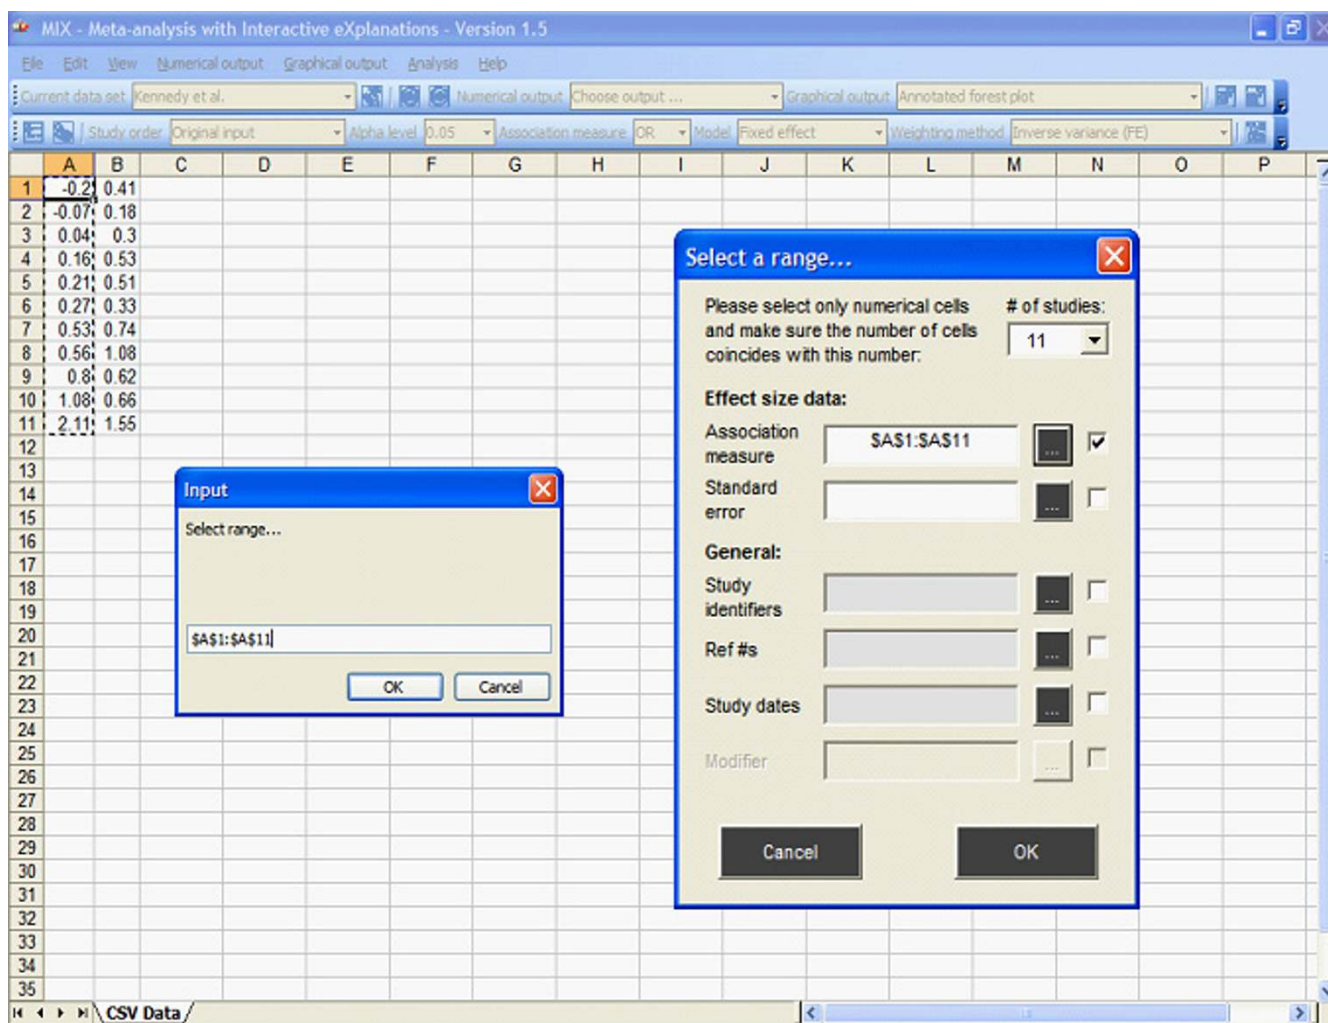 MIX - Meta-analysis with Interactive eXplanations - Version 1.5
File Edit View Numerical output Graphical output Analysis Help
Current data set Kennedy et al. Numerical output Choose output ... Graphical output Annotated forest plot
Study order Original input Alpha level 0.05 Association measure OR Model Fixed effect Weighting method Inverse variance (FE)
A B C D E F G H I J K L M N O P
1 -0.2 0.41
2 -0.07 0.18
3 0.04 0.3
4 0.16 0.53
5 0.21 0.51
6 0.27 0.33
7 0.53 0.74
8 0.56 1.08
9 0.8 0.62
10 1.08 0.66
11 2.11 1.55
12
13
14
15
16
17
18
19
20
21
22
23
24
25
26
27
28
29
30
31
32
33
34
35
Input
Select range...
$A$1:$A$11
OK Cancel
Select a range...
Please select only numerical cells
and make sure the number of cells
coincides with this number:
# of studies:
11
Effect size data:
Association
measure
$A$1:$A$11
...
Standard
error
...
General:
Study
identifiers
...
Ref #s
...
Study dates
...
Modifier
...
Cancel OK
CSV Data